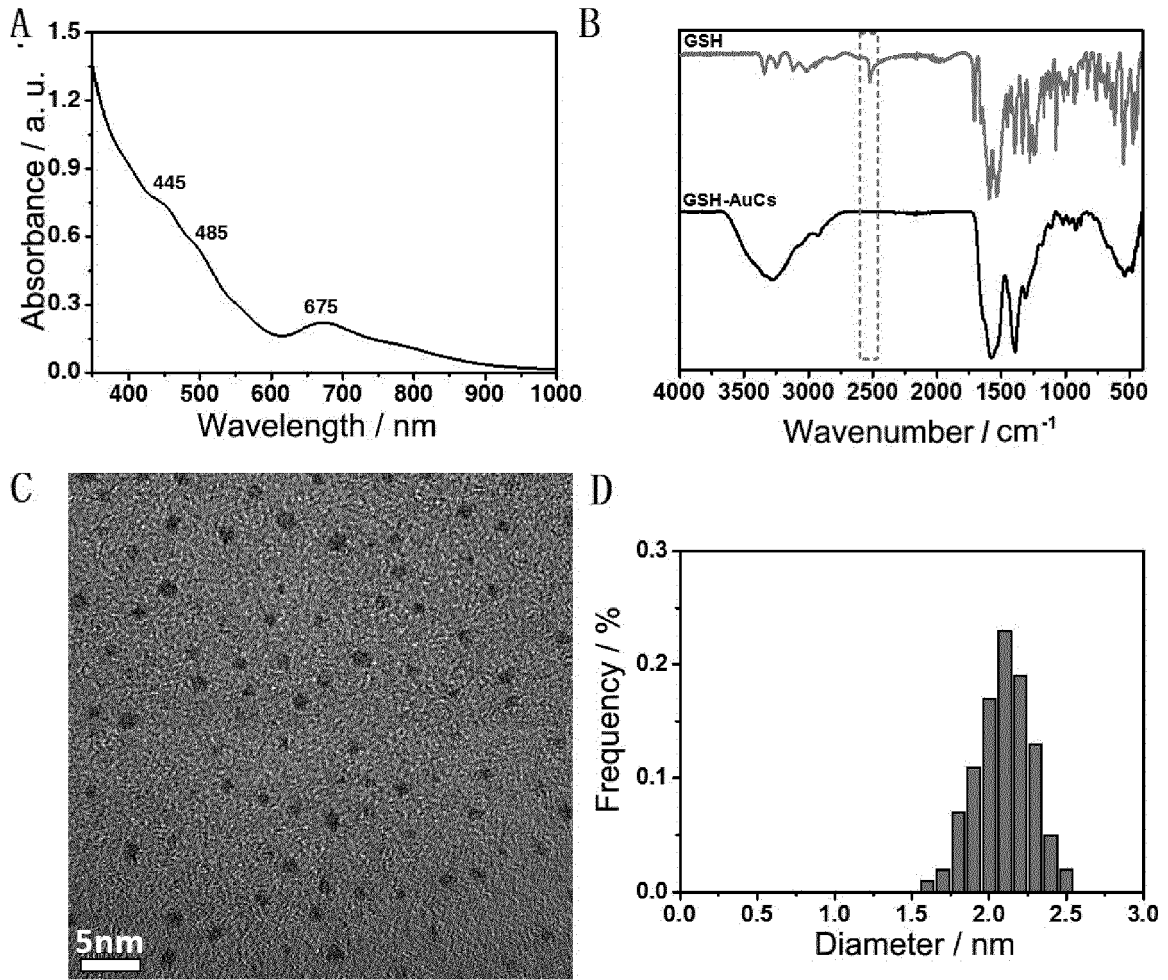 A
1.5
1.2
0.9
0.6
0.3
0.0
Absorbance / a. u.
445
485
675
400 500 600 700 800 900 1000
Wavelength / nm
B
GSH
GSH-AuCs
4000 3500 3000 2500 2000 1500 1000 500
Wavenumber / cm⁻¹
C
5nm
D
0.3
0.2
0.1
0.0
Frequency / %
0.0 0.5 1.0 1.5 2.0 2.5 3.0
Diameter / nm